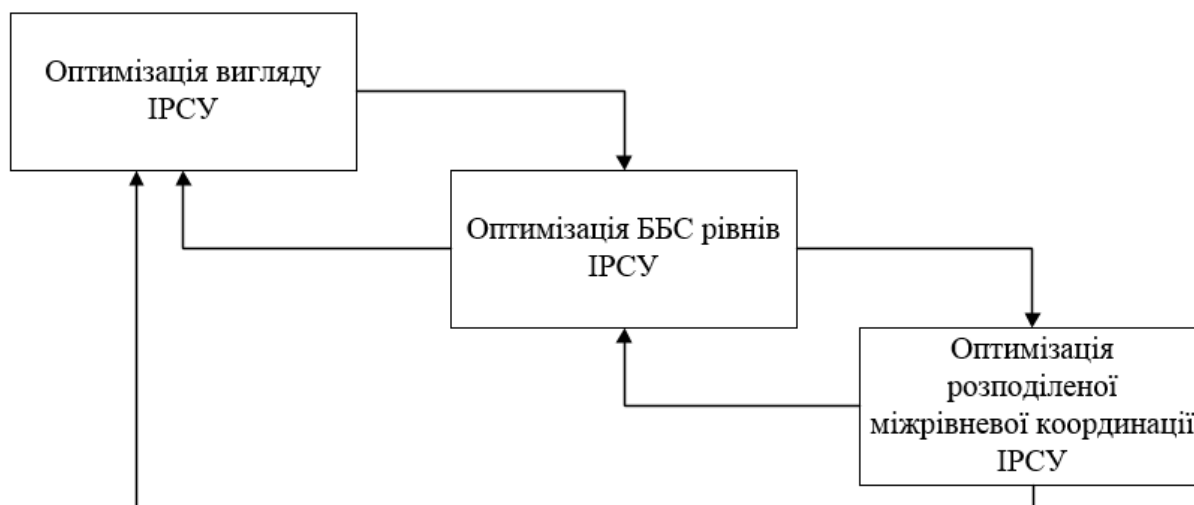 Оптимізація вигляду
ІРСУ
Оптимізація ББС рівнів
ІРСУ
Оптимізація
розподіленої
міжрівневої координації
ІРСУ